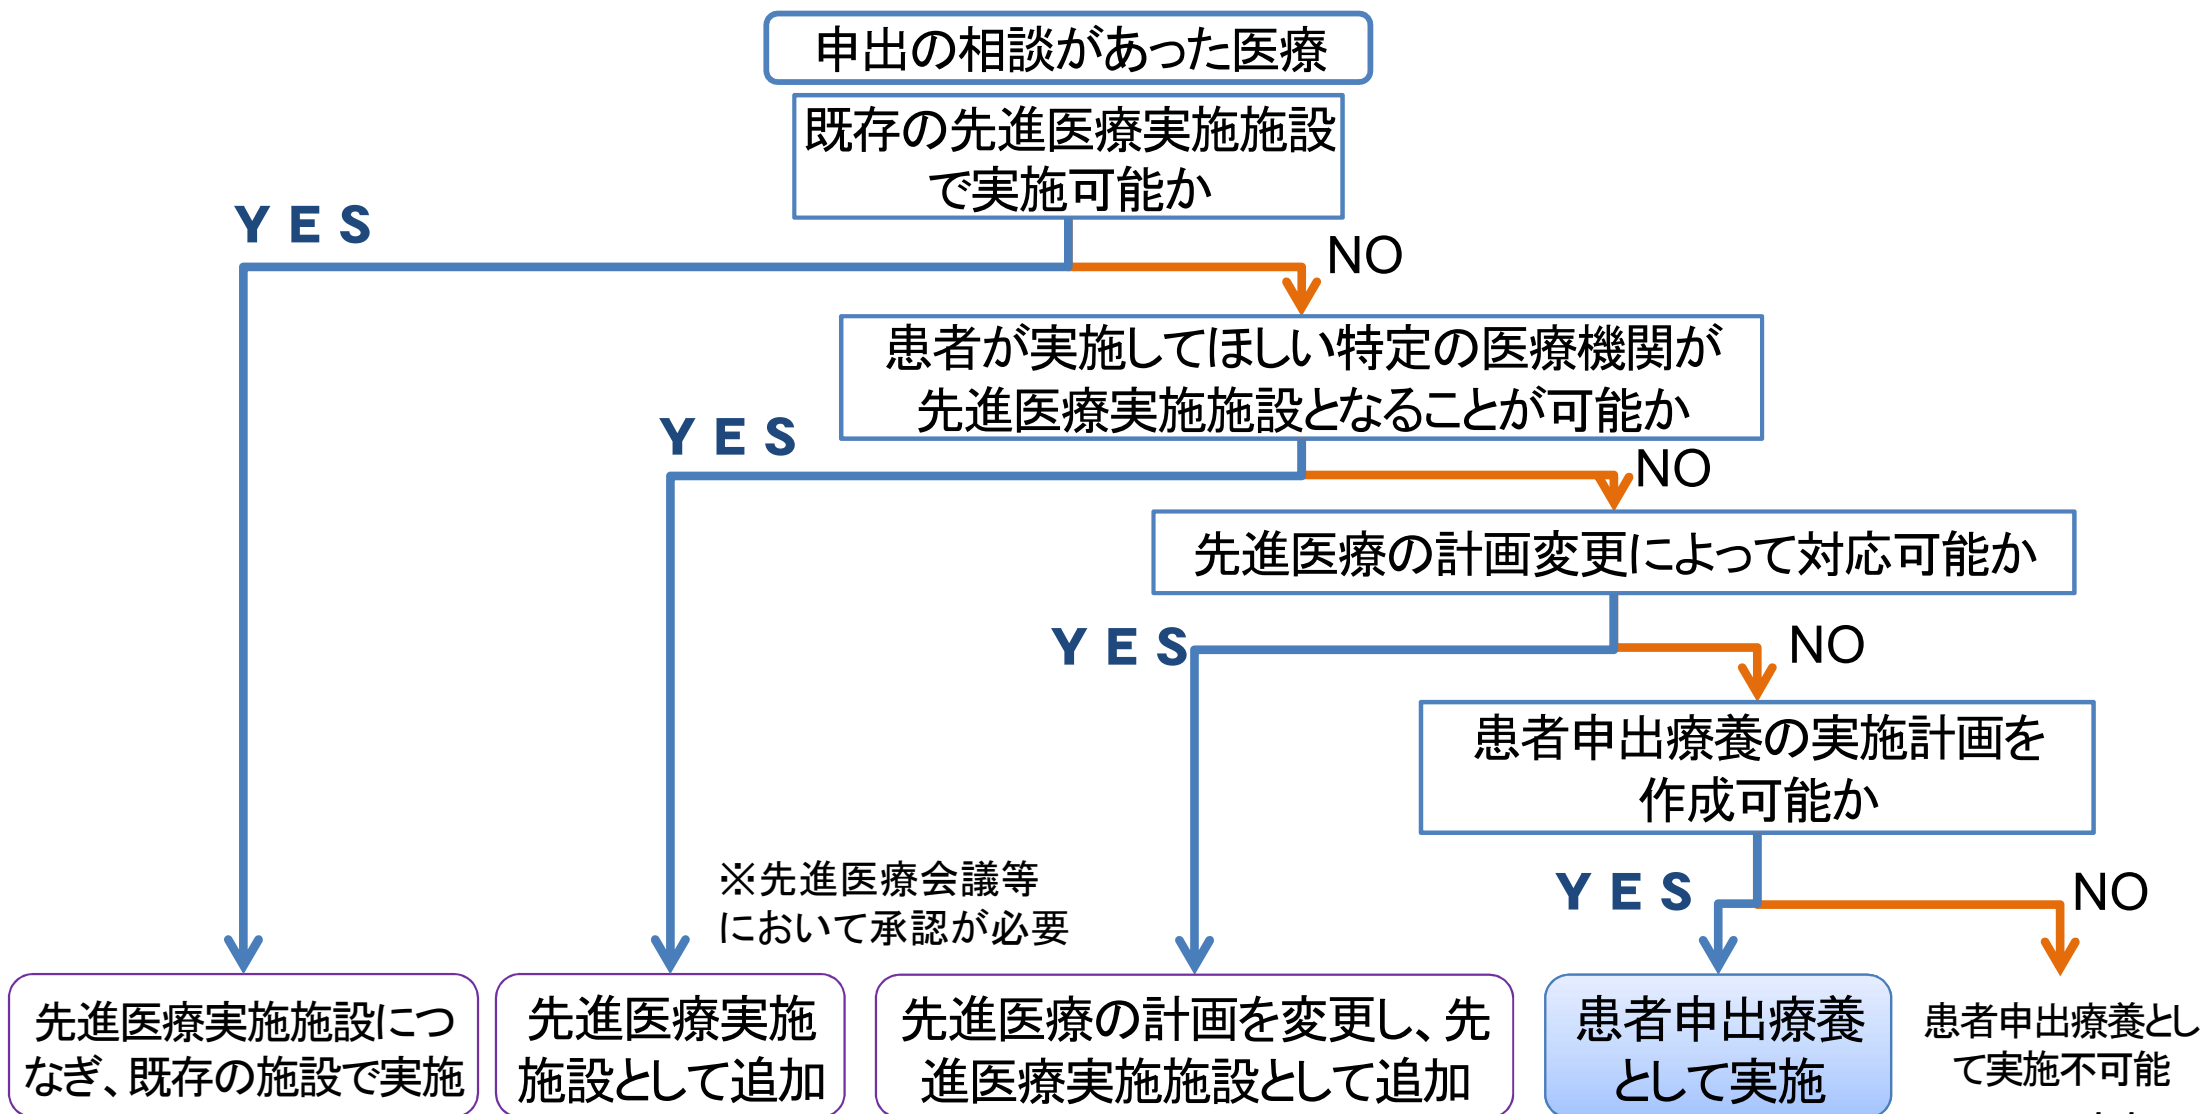 申出の相談があった医療
既存の先進医療実施施設
で実施可能か
YES
NO
患者が実施してほしい特定の医療機関が
先進医療実施施設となることが可能か
YES
NO
先進医療の計画変更によって対応可能か
YES
NO
患者申出療養の実施計画を
作成可能か
YES
NO
※先進医療会議等
において承認が必要
先進医療実施施設につ
なぎ、既存の施設で実施
先進医療実施
施設として追加
先進医療の計画を変更し、先
進医療実施施設として追加
患者申出療養
として実施
患者申出療養とし
て実施不可能